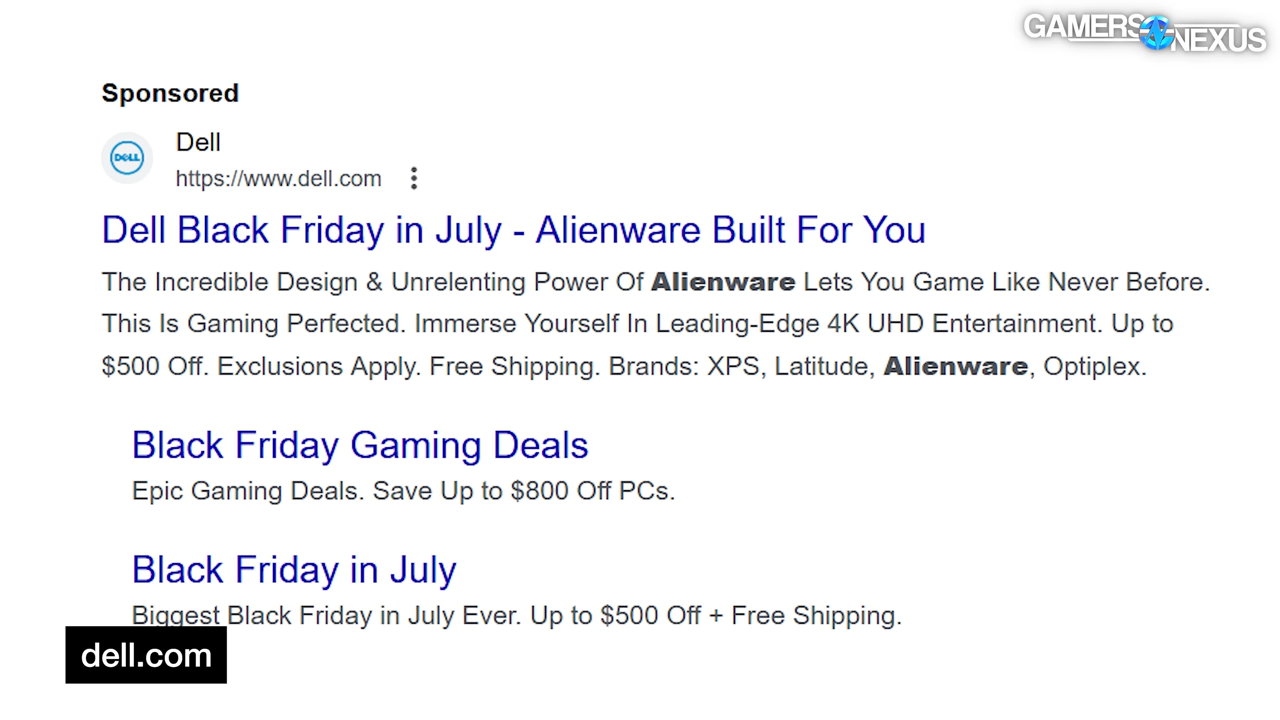 GAMERS NEXUS
Sponsored
DELL
Dell
https://www.dell.com
Dell Black Friday in July - Alienware Built For You
The Incredible Design & Unrelenting Power Of Alienware Lets You Game Like Never Before.
This Is Gaming Perfected. Immerse Yourself In Leading-Edge 4K UHD Entertainment. Up to
$500 Off. Exclusions Apply. Free Shipping. Brands: XPS, Latitude, Alienware, Optiplex.
Black Friday Gaming Deals
Epic Gaming Deals. Save Up to $800 Off PCs.
Black Friday in July
Biggest Black Friday in July Ever. Up to $500 Off + Free Shipping.
dell.com